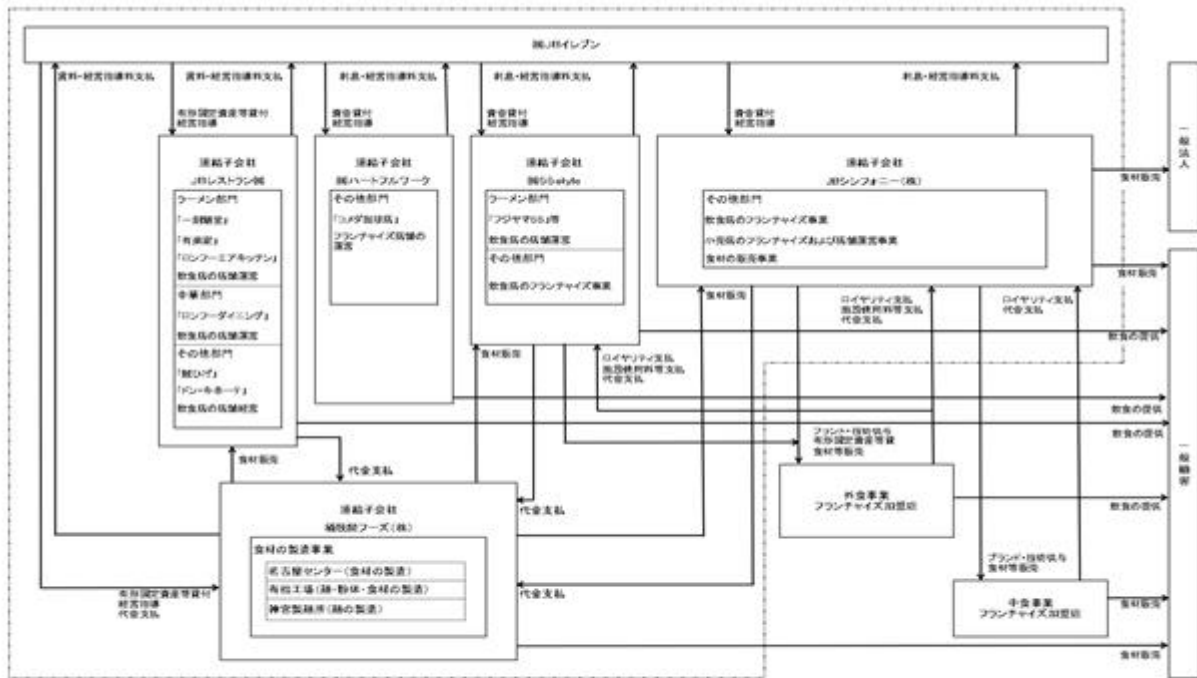 ㈱JBイレブン
賃料・経営指導料支払
賃料・経営指導料支払
利息・経営指導料支払
利息・経営指導料支払
利息・経営指導料支払
有形固定資産等貸付
経営指導
資金貸付
経営指導
資金貸付
経営指導
資金貸付
経営指導
連結子会社
JBレストラン㈱
ラーメン部門
「一刻魁堂」
「有楽家」
「ロンフーエアキッチン」
飲食店の店舗運営
中華部門
「ロンフーダイニング」
飲食店の店舗運営
その他部門
「ドン・キホーテ」
飲食店の店舗経営
連結子会社
㈱ハートフルワーク
その他部門
「コメダ珈琲店」
フランチャイズ店舗の
運営
連結子会社
㈱SSstyle
ラーメン部門
「フジヤマ55」等
飲食店の店舗運営
その他部門
飲食店のフランチャイズ事業
連結子会社
JBシンフォニー(株)
その他部門
飲食店のフランチャイズ事業
小売店のフランチャイズおよび店舗運営事業
食材の販売事業
一般法人
食材販売
食材販売
一般顧客
食材販売
ロイヤリティ支払
施設使用料等支払
代金支払
ロイヤリティ支払
代金支払
飲食の提供
食材販売
ロイヤリティ支払
施設使用料等支払
代金支払
飲食の提供
飲食の提供
ブランド・技術供与
有形固定資産等貸
食材等販売
食材販売
代金支払
外食事業
フランチャイズ加盟店
飲食の提供
連結子会社
桶狭間フーズ(株)
食材の製造事業
名古屋センター(食材の製造)
有松工場(麺・粉体・食材の製造)
神宮製麺所(麺の製造)
代金支払
ブランド・技術供与
食材等販売
代金支払
中食事業
フランチャイズ加盟店
食材販売
有形固定資産等貸付
経営指導
代金支払
食材販売